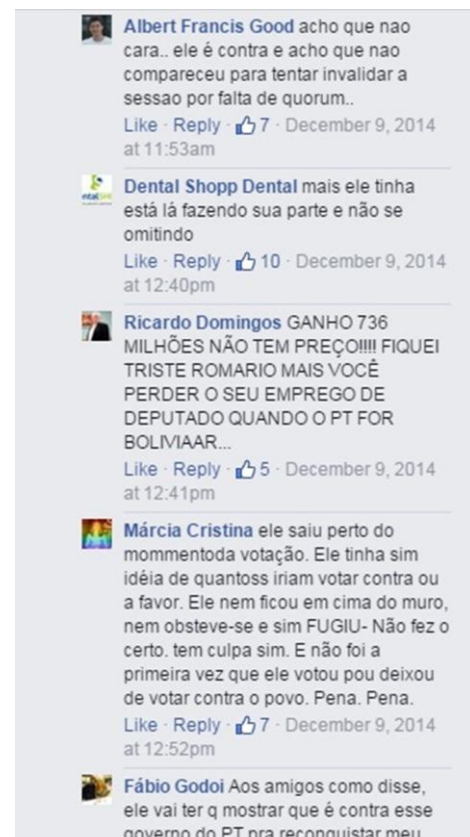 Albert Francis Good acho que nao
cara.. ele é contra e acho que nao
compareceu para tentar invalidar a
sessao por falta de quorum..
Like · Reply · 7 · December 9, 2014
at 11:53am
Dental Shopp Dental mais ele tinha
está lá fazendo sua parte e não se
omitindo
Like · Reply · 10 · December 9, 2014
at 12:40pm
Ricardo Domingos GANHO 736
MILHÕES NÃO TEM PREÇO!!!! FIQUEI
TRISTE ROMARIO MAIS VOCÊ
PERDER O SEU EMPREGO DE
DEPUTADO QUANDO O PT FOR
BOLIVIAAR...
Like · Reply · 5 · December 9, 2014
at 12:41pm
Márcia Cristina ele saiu perto do
mommentoda votação. Ele tinha sim
idéia de quantoss iriam votar contra ou
a favor. Ele nem ficou em cima do muro,
nem obsteve-se e sim FUGIU- Não fez o
certo. tem culpa sim. E não foi a
primeira vez que ele votou pou deixou
de votar contra o povo. Pena. Pena.
Like · Reply · 7 · December 9, 2014
at 12:52pm
Fábio Godoi Aos amigos como disse,
ele vai ter q mostrar que é contra esse
governo do PT pra reconquistar meu